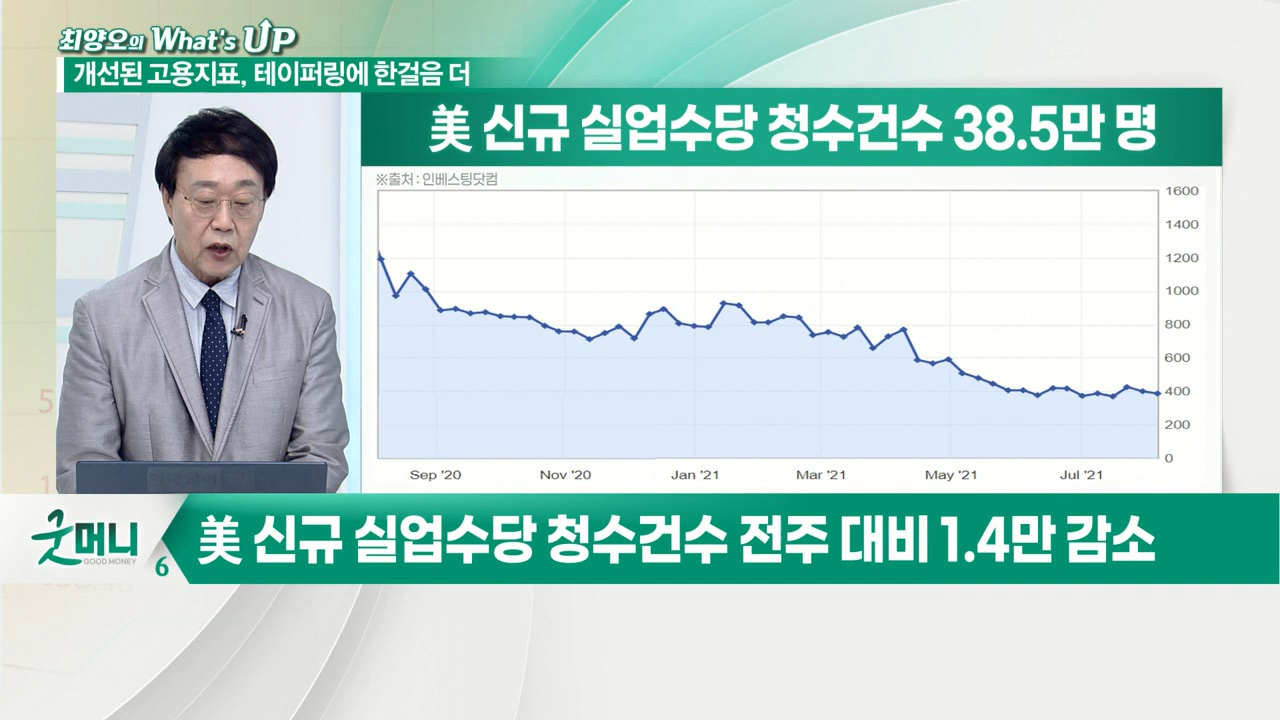 최양오의 What's UP
개선된 고용지표, 테이퍼링에 한걸음 더
美 신규 실업수당 청수건수 38.5만 명
※출처 : 인베스팅닷컴
1600
1400
1200
1000
800
600
400
200
0
Sep '20 Nov '20 Jan '21 Mar '21 May '21 Jul '21
굿머니
GOOD MONEY
6
美 신규 실업수당 청수건수 전주 대비 1.4만 감소